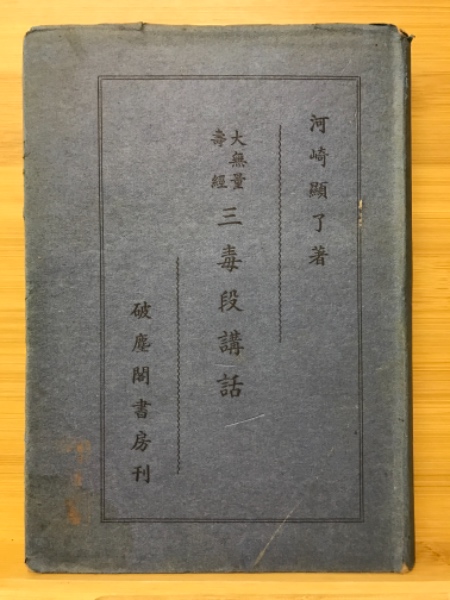 河崎顯了著
大無量
壽經
三毒段講話
破塵閣書房刊